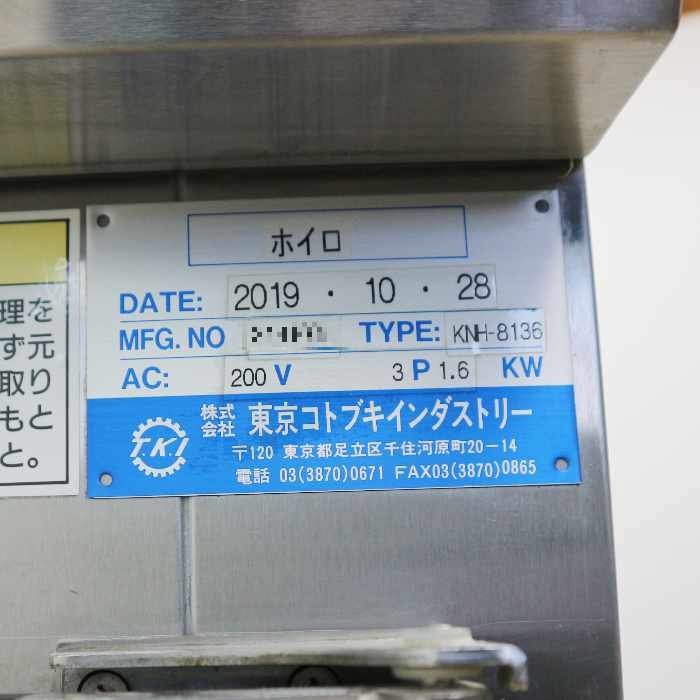 理を
ず元
取り
もと
と。
ホイロ
DATE: 2019 · 10 · 28
MFG. NO TYPE: KNH-8136
AC: 200 V 3 P 1.6 KW
T.K.I
株式会社 東京コトブキインダストリー
〒120 東京都足立区千住河原町20-14
電話 03(3870)0671 FAX03(3870)0865